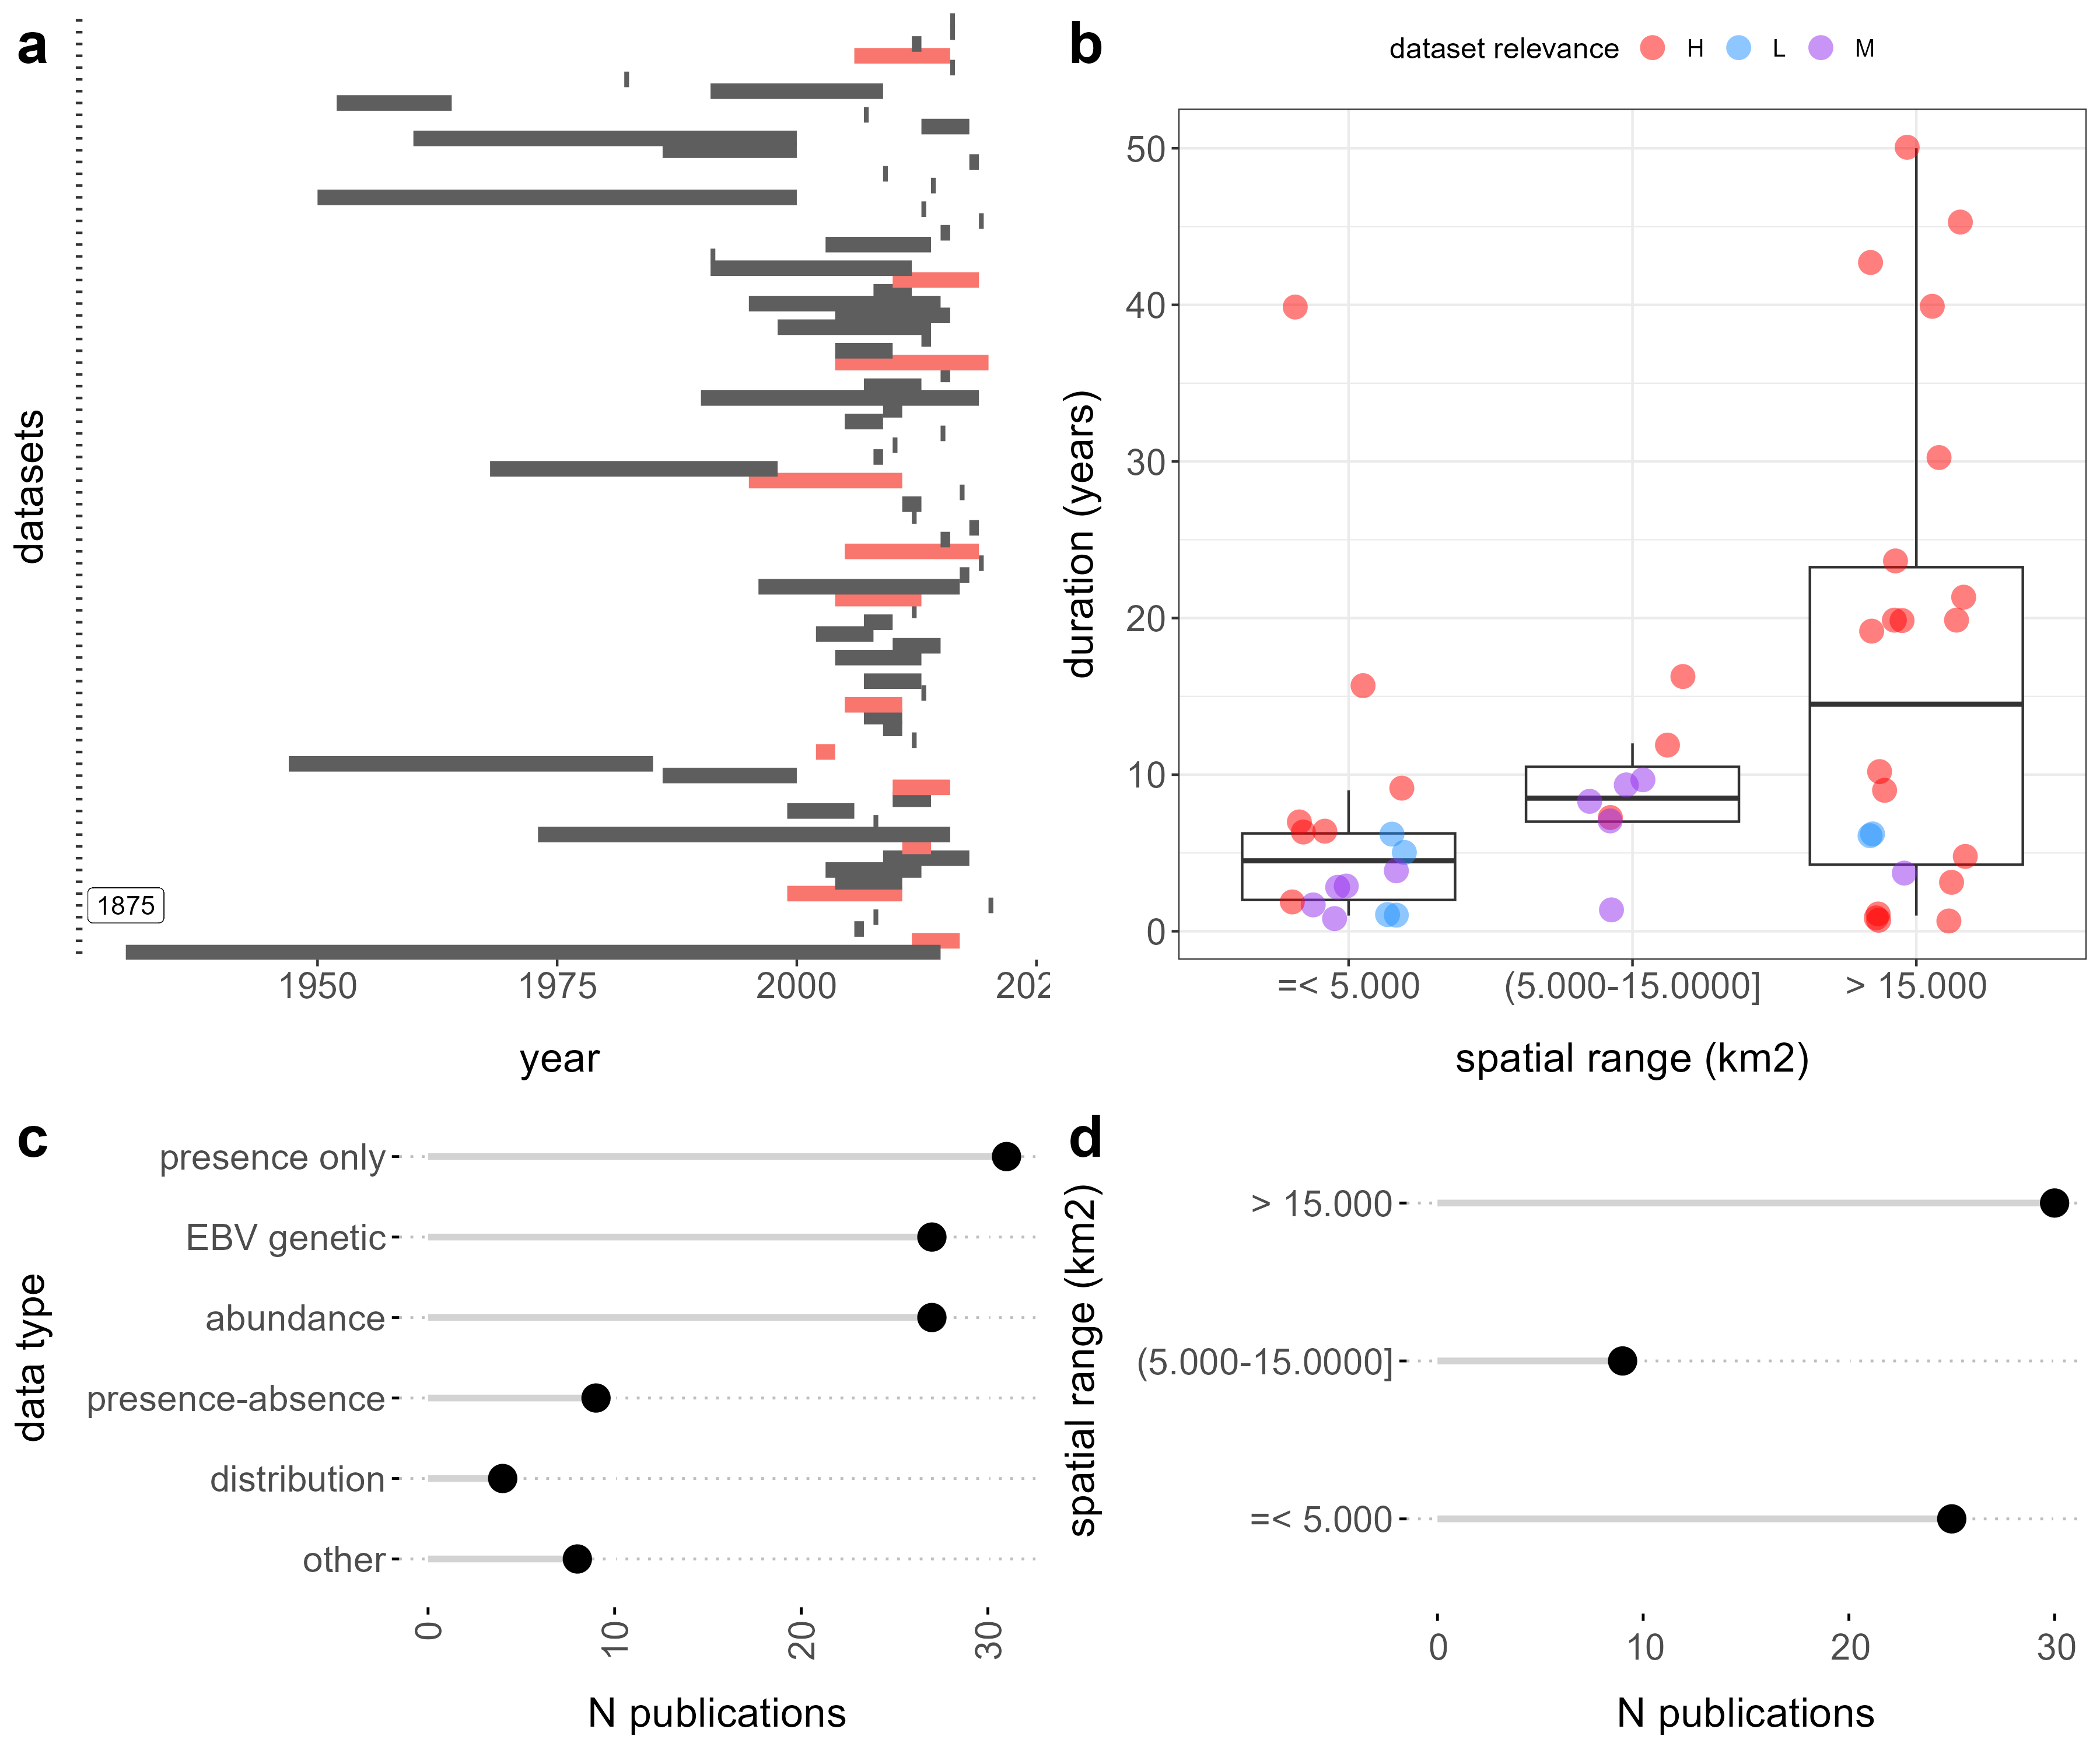 a
datasets
1875
1950 1975 2000 202
year
b
dataset relevance H L M
duration (years)
50
40
30
20
10
0
=< 5.000 (5.000-15.0000] > 15.000
spatial range (km2)
c
data type
presence only
EBV genetic
abundance
presence-absence
distribution
other
0 10 20 30
N publications
d
spatial range (km2)
> 15.000
(5.000-15.0000]
=< 5.000
0 10 20 30
N publications